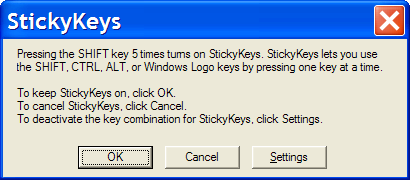 StickyKeys
Pressing the SHIFT key 5 times turns on StickyKeys. StickyKeys lets you use
the SHIFT, CTRL, ALT, or Windows Logo keys by pressing one key at a time.
To keep StickyKeys on, click OK.
To cancel StickyKeys, click Cancel.
To deactivate the key combination for StickyKeys, click Settings.
OK Cancel Settings